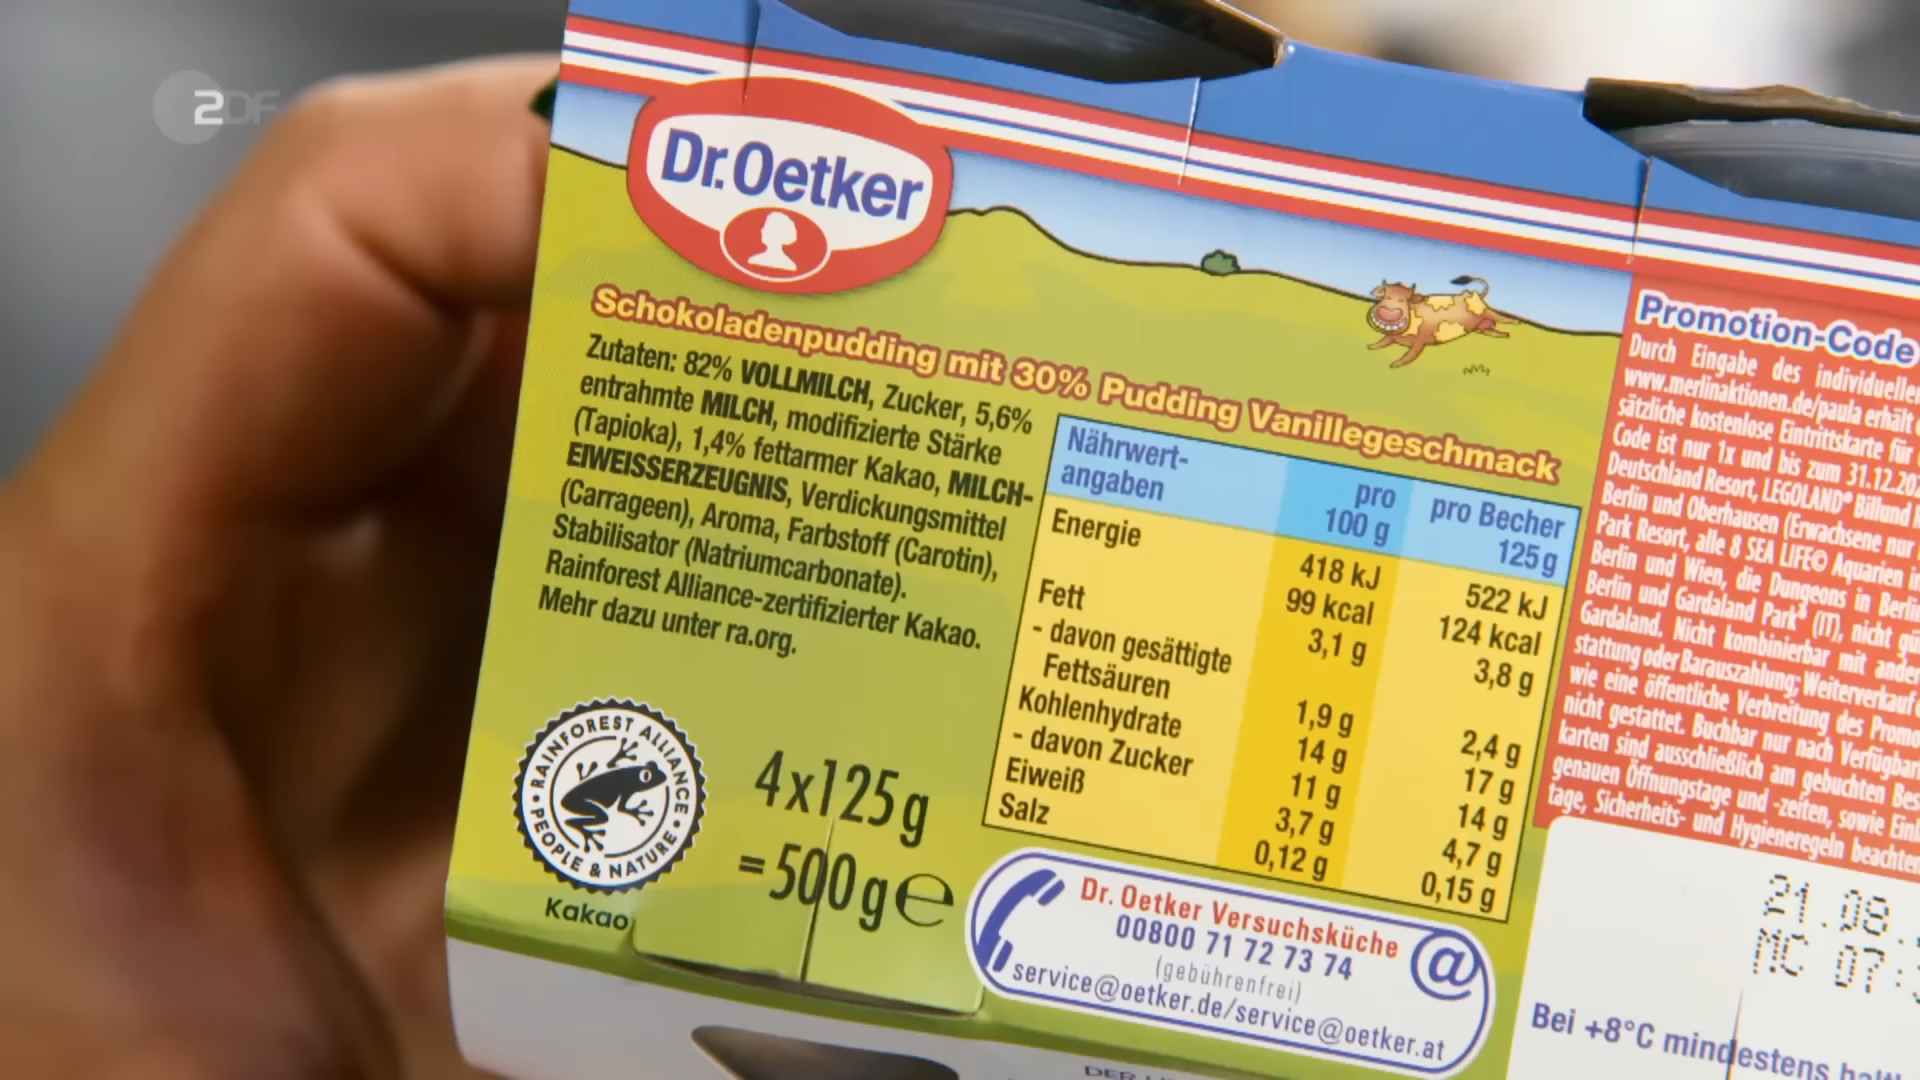 2DF
Dr. Oetker
Schokoladenpudding mit 30% Pudding Vanillegeschmack
Zutaten: 82% VOLLMILCH, Zucker, 5,6%
entrahmte MILCH, modifizierte Stärke
(Tapioka), 1,4% fettarmer Kakao, MILCH-
EIWEISSERZEUGNIS, Verdickungsmittel
(Carrageen), Aroma, Farbstoff (Carotin),
Stabilisator (Natriumcarbonate).
Rainforest Alliance-zertifizierter Kakao.
Mehr dazu unter ra.org.
RAINFOREST ALLIANCE
PEOPLE & NATURE
Kakao
4x125g
=500g℮
Nährwert-
angaben pro 100 g pro Becher 125 g
Energie 418 kJ 522 kJ
99 kcal 124 kcal
Fett 3,1 g 3,8 g
- davon gesättigte
Fettsäuren 1,9 g 2,4 g
Kohlenhydrate 14 g 17 g
- davon Zucker 11 g 14 g
Eiweiß 3,7 g 4,7 g
Salz 0,12 g 0,15 g
Dr. Oetker Versuchsküche
00800 71 72 73 74
(gebührenfrei)
service@oetker.de/service@oetker.at
@
Promotion-Code
Durch Eingabe des
www.merlinaktionen.de/paula erhält
sätzliche kostenlose Eintrittskarte für
Code ist nur 1x und bis zum 31.12.
Deutschland Resort, LEGOLAND® Billund
Berlin und Oberhausen (Erwachsene nur
Park Resort, alle 8 SEA LIFE© Aquarien
Berlin und Wien, die Dungeons in
Berlin und Gardaland Park³ (IT), nicht
Gardaland. Nicht kombinierbar mit
stattung oder Barauszahlung; Weiterverkauf
wie eine öffentliche Verbreitung des
nicht gestattet. Buchbar nur nach
karten sind ausschließlich am gebuchten
genauen Öffnungstage und -zeiten, sowie
tage, Sicherheits- und Hygieneregeln beachten
21.08.
MC 07:
Bei +8°C mindestens
DER